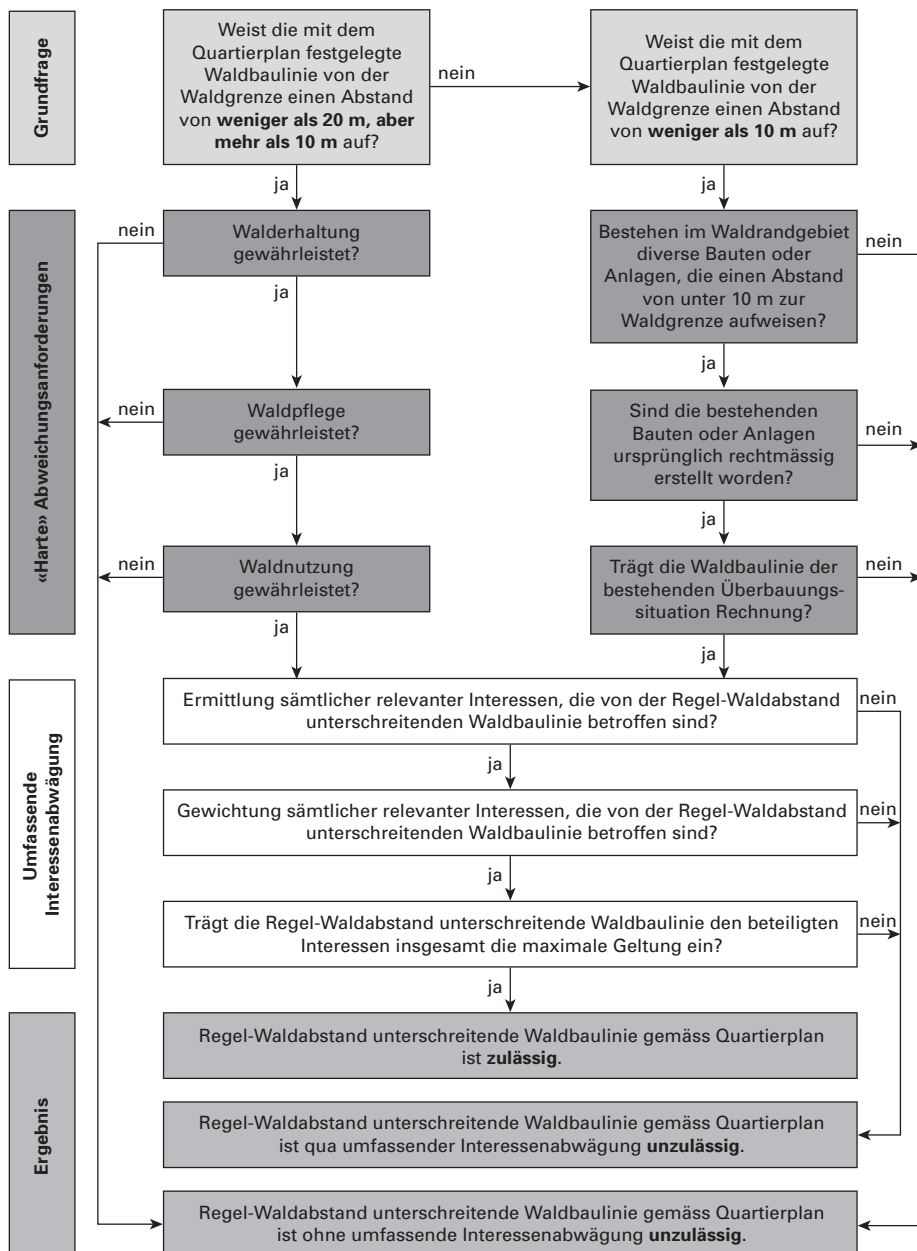 Grundfrage
Weist die mit dem
Quartierplan festgelegte
Waldbaulinie von der
Waldgrenze einen Abstand
von weniger als 20 m, aber
mehr als 10 m auf?
nein
Weist die mit dem
Quartierplan festgelegte
Waldbaulinie von der
Waldgrenze einen Abstand
von weniger als 10 m auf?
ja
ja
«Harte» Abweichungsanforderungen
nein
Walderhaltung
gewährleistet?
Bestehen im Waldrandgebiet
diverse Bauten oder
Anlagen, die einen Abstand
von unter 10 m zur
Waldgrenze aufweisen?
nein
ja
ja
nein
Waldpflege
gewährleistet?
Sind die bestehenden
Bauten oder Anlagen
ursprünglich rechtmässig
erstellt worden?
nein
ja
ja
nein
Waldnutzung
gewährleistet?
Trägt die Waldbaulinie der
bestehenden Überbauungs-
situation Rechnung?
nein
ja
ja
Umfassende
Interessenabwägung
Ermittlung sämtlicher relevanter Interessen, die von der Regel-Waldabstand
unterschreitenden Waldbaulinie betroffen sind?
nein
ja
Gewichtung sämtlicher relevanter Interessen, die von der Regel-Waldabstand
unterschreitenden Waldbaulinie betroffen sind?
nein
ja
Trägt die Regel-Waldabstand unterschreitende Waldbaulinie den beteiligten
Interessen insgesamt die maximale Geltung ein?
nein
ja
Ergebnis
Regel-Waldabstand unterschreitende Waldbaulinie gemäss Quartierplan
ist zulässig.
Regel-Waldabstand unterschreitende Waldbaulinie gemäss Quartierplan
ist qua umfassender Interessenabwägung unzulässig.
Regel-Waldabstand unterschreitende Waldbaulinie gemäss Quartierplan
ist ohne umfassende Interessenabwägung unzulässig.